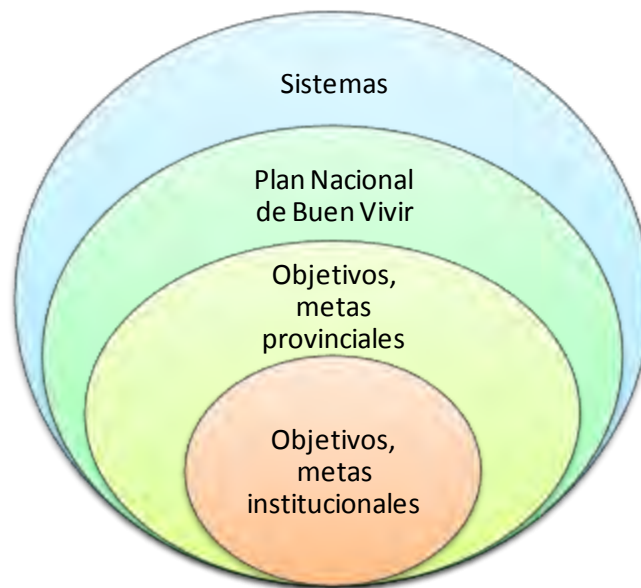 Sistemas
Plan Nacional
de Buen Vivir
Objetivos,
metas
provinciales
Objetivos,
metas
institucionales